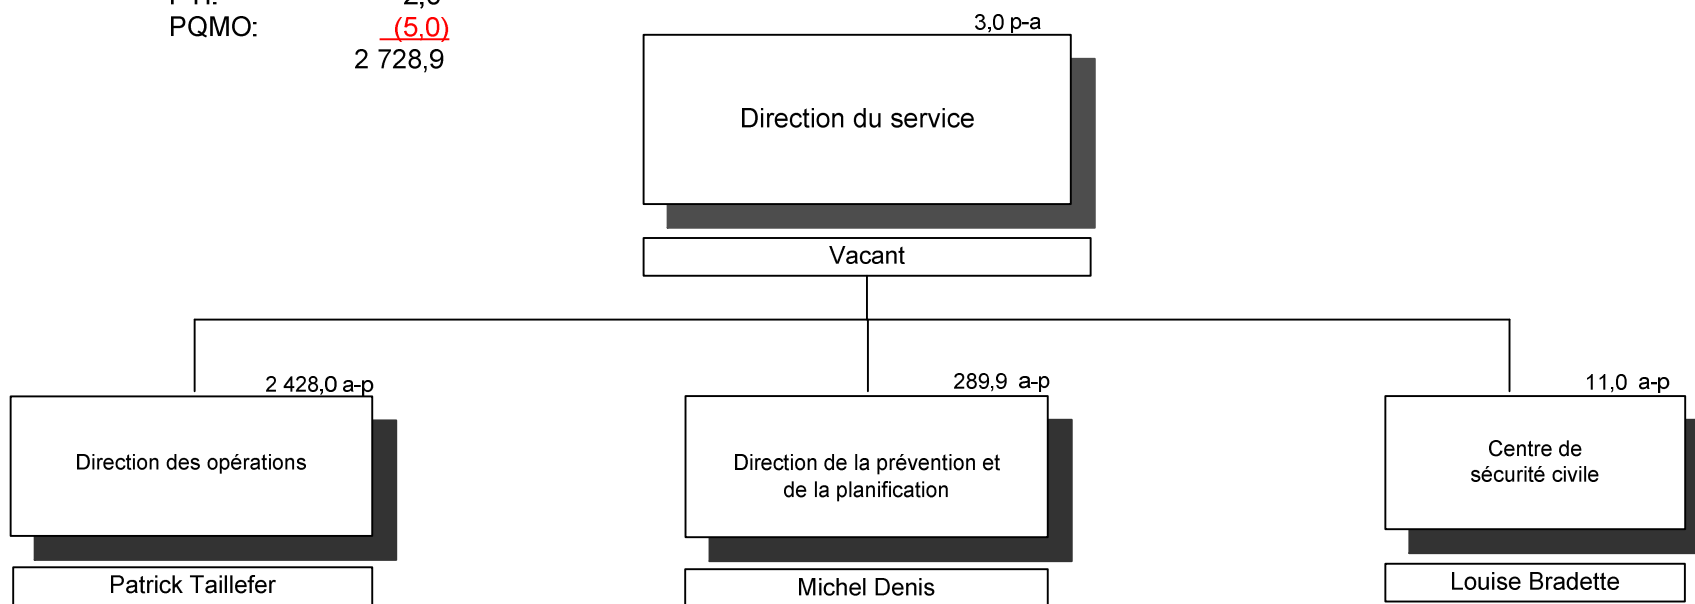 PQMO: (5,0)
2 728,9
3,0 p-a
Direction du service
Vacant
2 428,0 a-p
289,9 a-p
11,0 a-p
Direction des opérations
Direction de la prévention et
de la planification
Centre de
sécurité civile
Patrick Taillefer
Michel Denis
Louise Bradette